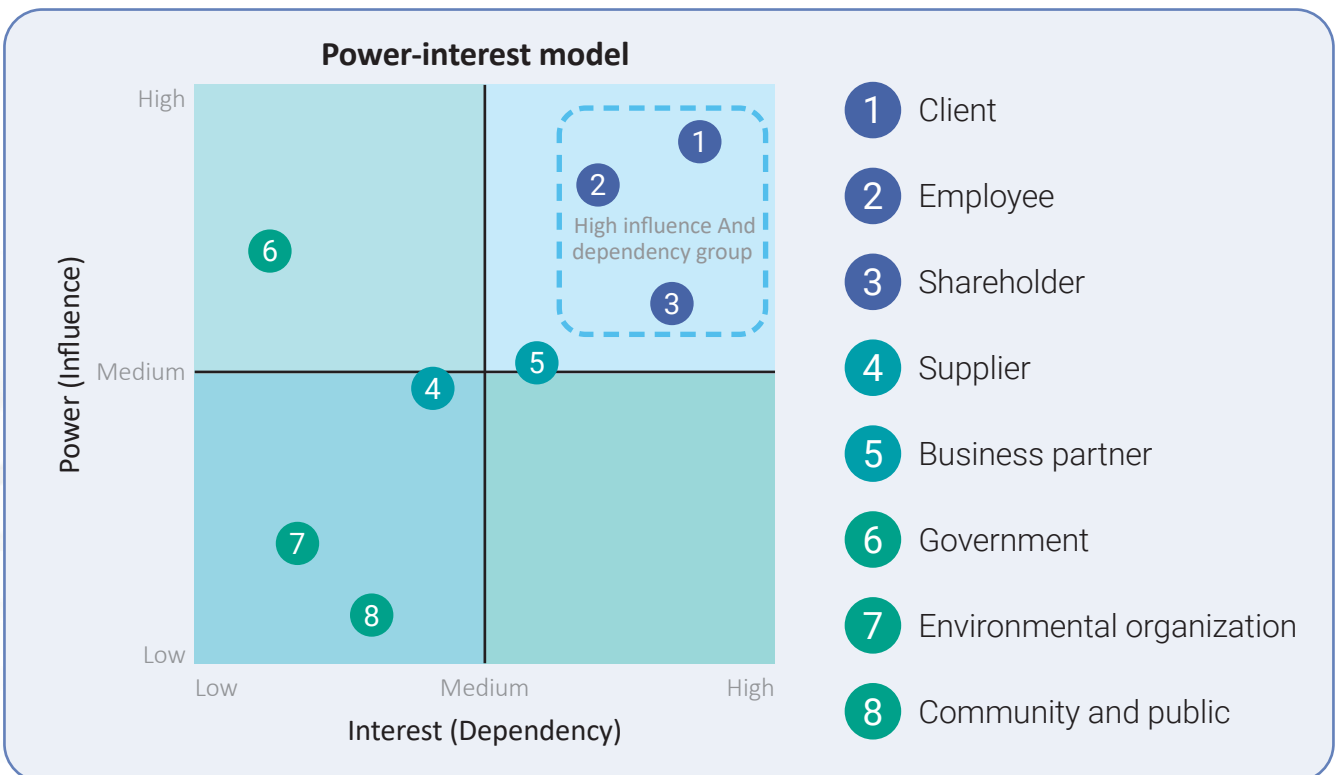 Power-interest model
High
Medium
Low
Power (Influence)
1
2
High influence And
dependency group
3
6
5
4
7
8
Low
Medium
High
Interest (Dependency)
1 Client
2 Employee
3 Shareholder
4 Supplier
5 Business partner
6 Government
7 Environmental organization
8 Community and public